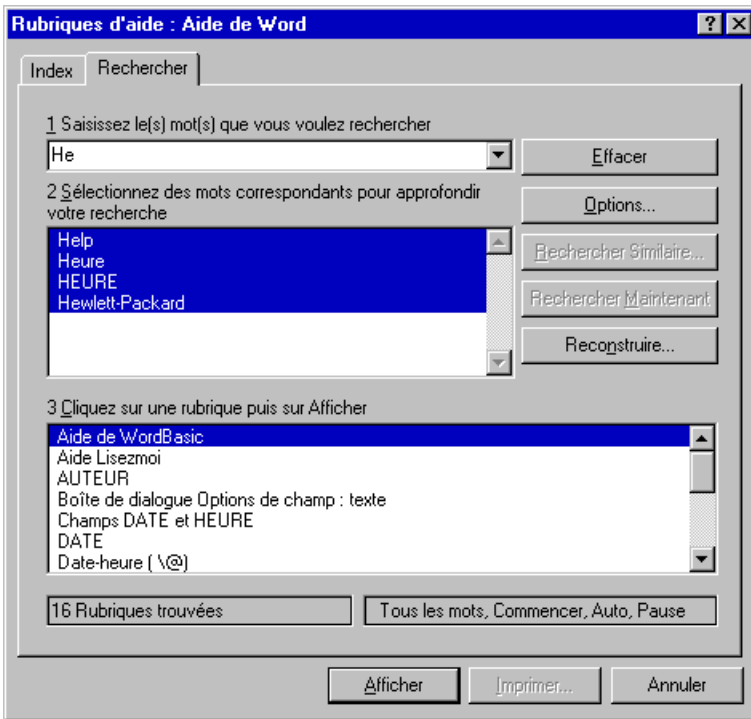 Rubriques d'aide : Aide de Word
Index
Rechercher
1 Saisissez le(s) mot(s) que vous voulez rechercher
He
Effacer
2 Sélectionnez des mots correspondants pour approfondir
votre recherche
Options...
Help
Heure
HEURE
Hewlett-Packard
Rechercher Similaire...
Rechercher Maintenant
Reconstruire...
3 Cliquez sur une rubrique puis sur Afficher
Aide de WordBasic
Aide Lisezmoi
AUTEUR
Boîte de dialogue Options de champ : texte
Champs DATE et HEURE
DATE
Date-heure ( \@)
16 Rubriques trouvées
Tous les mots, Commencer, Auto, Pause
Afficher
Imprimer...
Annuler